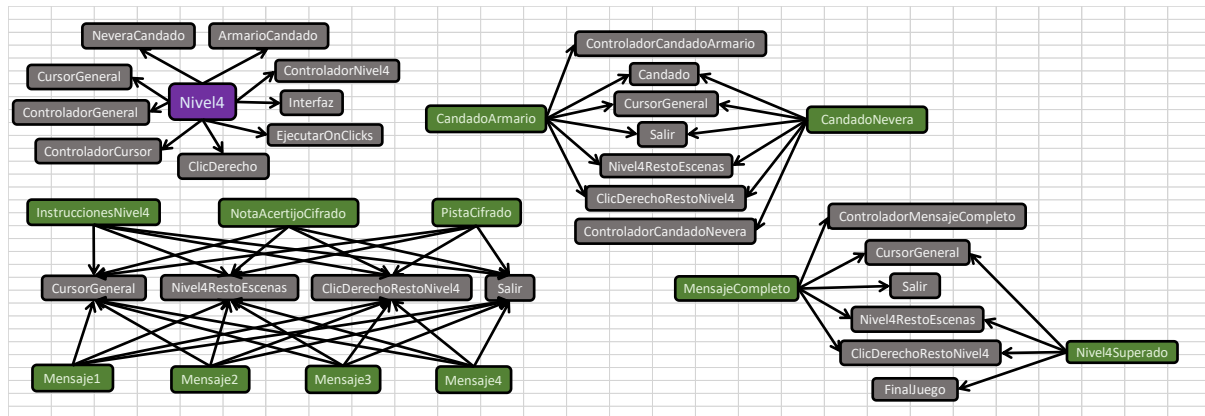 NeveraCandado
ArmarioCandado
CursorGeneral
ControladorNivel4
Nivel4
Interfaz
ControladorGeneral
EjecutarOnClicks
ControladorCursor
ClicDerecho
ControladorCandadoArmario
Candado
CursorGeneral
CandadoArmario
CandadoNevera
Salir
Nivel4RestoEscenas
ClicDerechoRestoNivel4
ControladorCandadoNevera
InstruccionesNivel4
NotaAcertijoCifrado
PistaCifrado
CursorGeneral
Nivel4RestoEscenas
ClicDerechoRestoNivel4
Salir
Mensaje1
Mensaje2
Mensaje3
Mensaje4
ControladorMensajeCompleto
CursorGeneral
MensajeCompleto
Salir
Nivel4RestoEscenas
ClicDerechoRestoNivel4
Nivel4Superado
FinalJuego